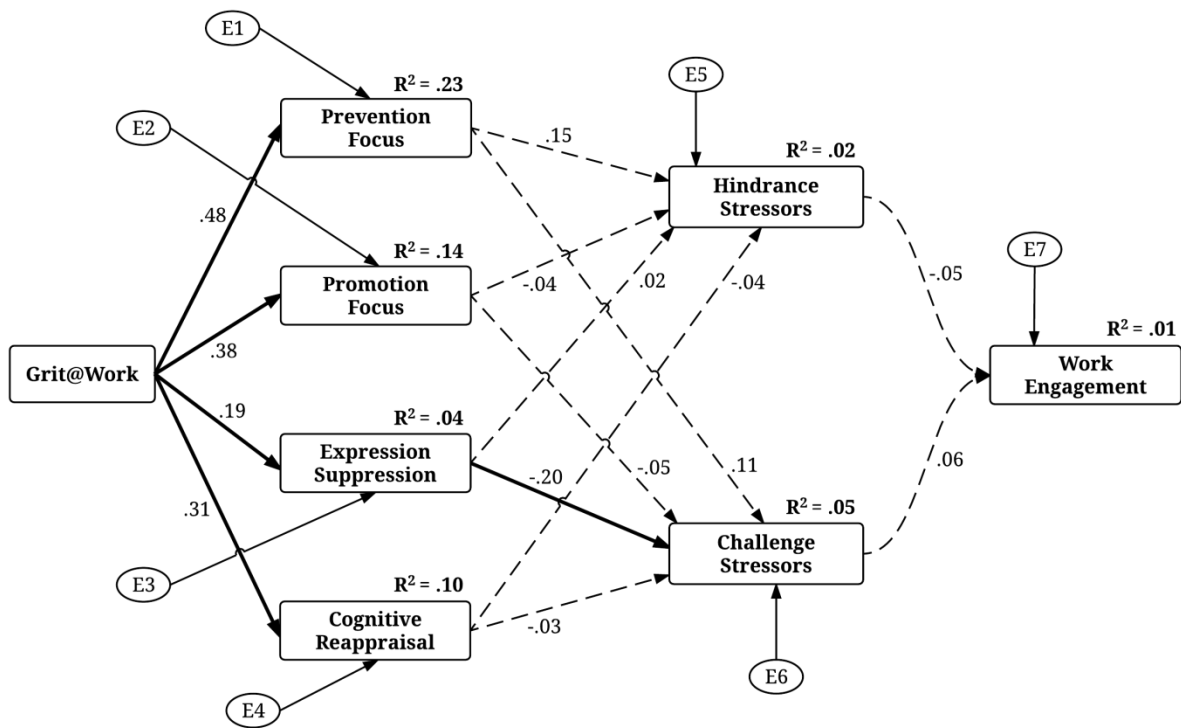 E1
R² = .23
Prevention
Focus
E2
.48
R² = .14
Promotion
Focus
Grit@Work
.38
.19
R² = .04
Expression
Suppression
.31
E3
R² = .10
Cognitive
Reappraisal
E4
.15
-.04
.02
-.04
-.05
.11
-.20
-.03
E5
R² = .02
Hindrance
Stressors
R² = .05
Challenge
Stressors
E6
-.05
.06
E7
R² = .01
Work
Engagement